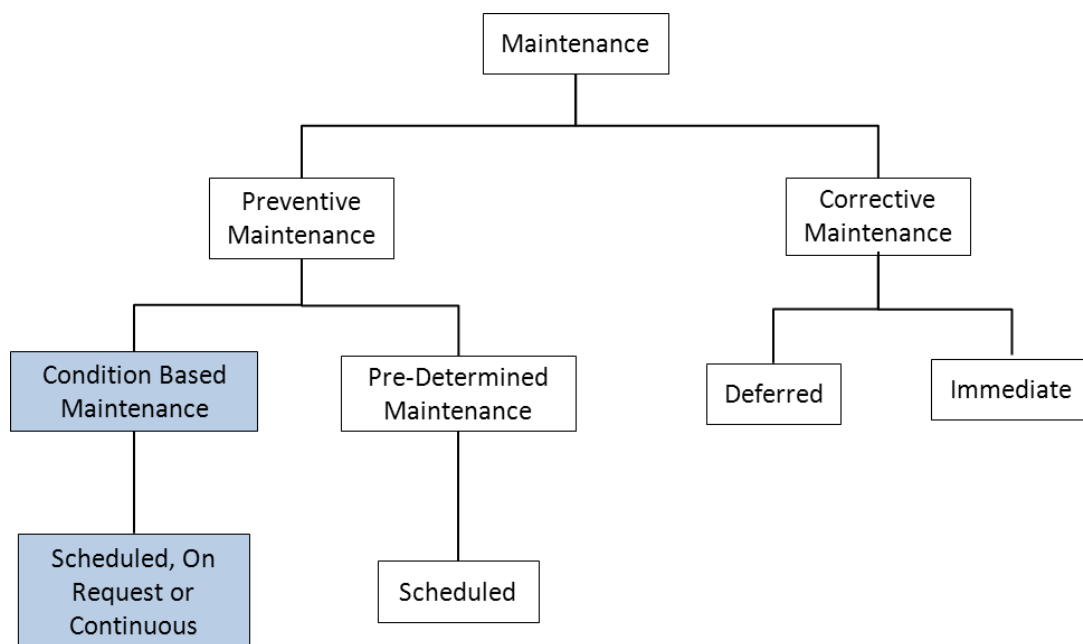 Maintenance
Preventive
Maintenance
Corrective
Maintenance
Condition Based
Maintenance
Pre-Determined
Maintenance
Deferred
Immediate
Scheduled, On
Request or
Continuous
Scheduled